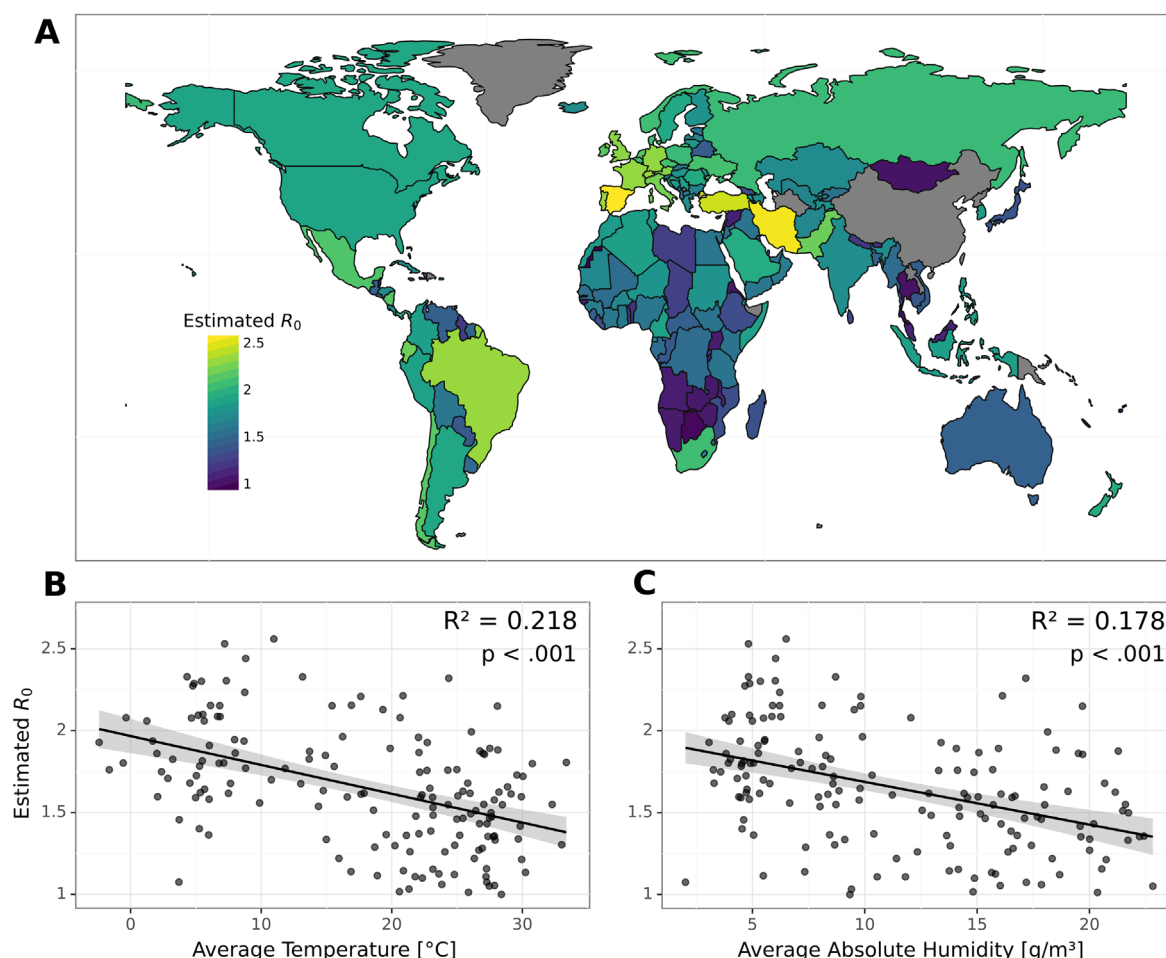 A
Estimated R₀
2.5
2
1.5
1
B
R² = 0.218
p < .001
Estimated R₀
2.5
2
1.5
1
0
10
20
30
Average Temperature [°C]
C
R² = 0.178
p < .001
2.5
2
1.5
1
5
10
15
20
Average Absolute Humidity [g/m³]